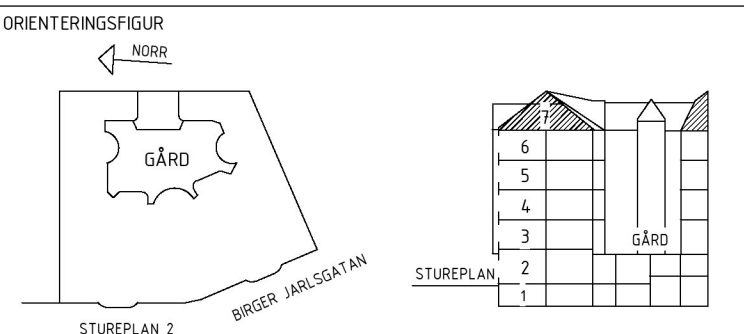 ORIENTERINGSFIGUR
NORR
GÅRD
BIRGER JARLSGATAN
STUREPLAN 2
7
6
5
4
3
GÅRD
STUREPLAN
2
1